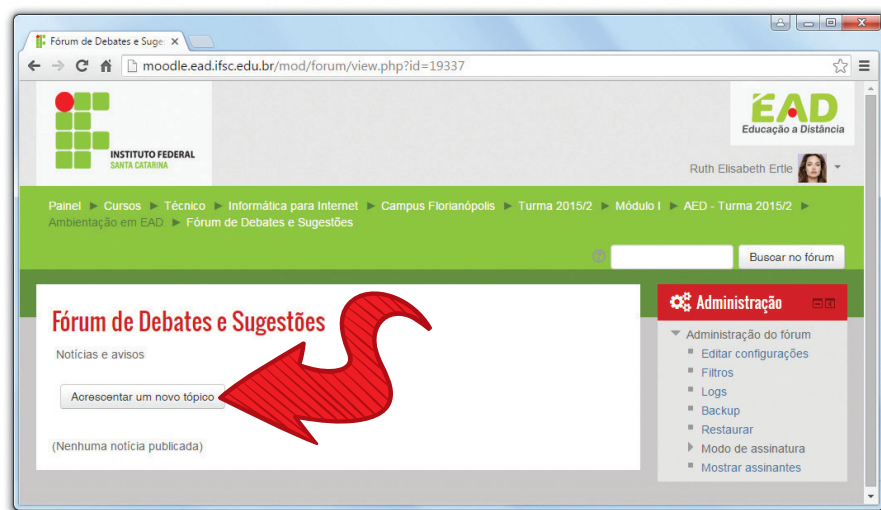 Fórum de Debates e Suge
moodle.ead.ifsc.edu.br/mod/forum/view.php?id=19337
INSTITUTO FEDERAL
SANTA CATARINA
EAD
Educação a Distância
Ruth Elisabeth Ertle
Painel ► Cursos ► Técnico ► Informática para Internet ► Campus Florianópolis ► Turma 2015/2 ► Módulo I ► AED - Turma 2015/2 ►
Ambientação em EAD ► Fórum de Debates e Sugestões
Buscar no fórum
Fórum de Debates e Sugestões
Notícias e avisos
Acrescentar um novo tópico
(Nenhuma notícia publicada)
Administração
Administração do fórum
Editar configurações
Filtros
Logs
Backup
Restaurar
Modo de assinatura
Mostrar assinantes